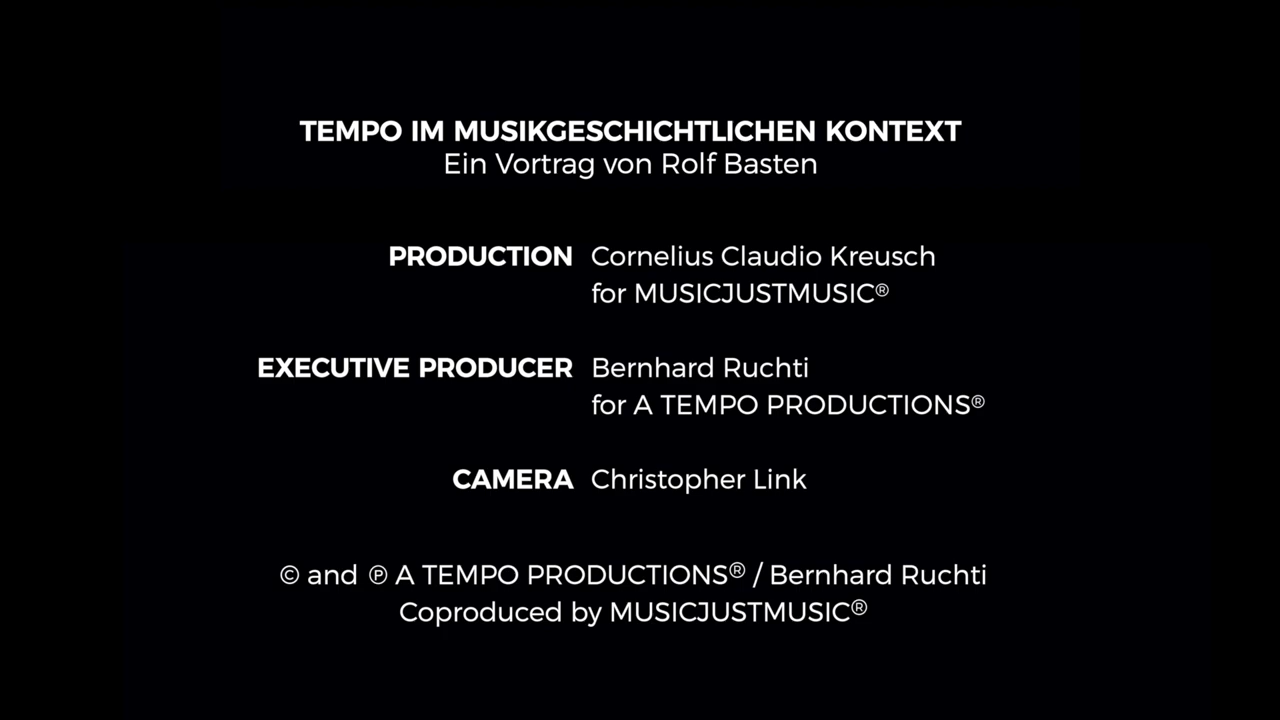 TEMPO IM MUSIKGESCHICHTLICHEN KONTEXT
Ein Vortrag von Rolf Basten
PRODUCTION Cornelius Claudio Kreusch
for MUSICJUSTMUSIC®
EXECUTIVE PRODUCER Bernhard Ruchti
for A TEMPO PRODUCTIONS®
CAMERA Christopher Link
© and ℗ A TEMPO PRODUCTIONS® / Bernhard Ruchti
Coproduced by MUSICJUSTMUSIC®